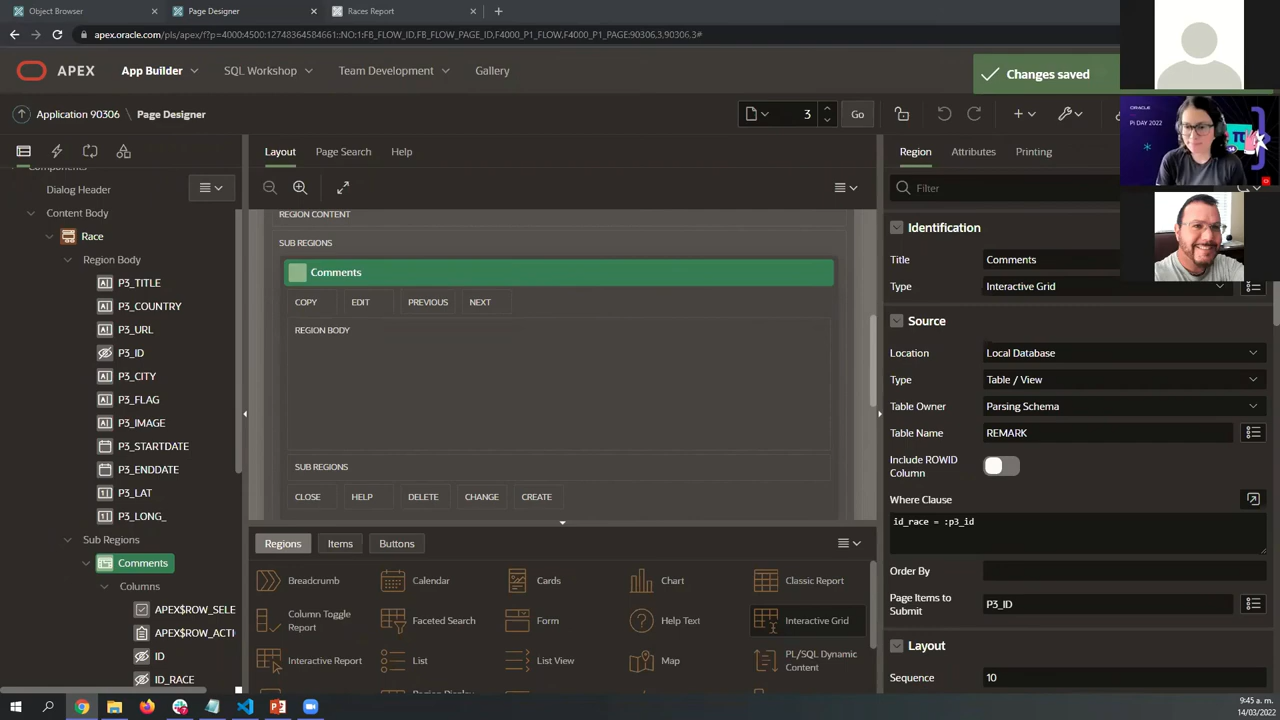 Object Browser
Page Designer
Races Report
apex.oracle.com/pls/apex/f?p=4000:4500:12748364584661::NO:1:FB_FLOW_ID,FB_FLOW_PAGE_ID,F4000_P1_FLOW,F4000_P1_PAGE:90306,3,90306,3#
APEX
App Builder
SQL Workshop
Team Development
Gallery
Changes saved
Application 90306
Page Designer
3
Go
ORACLE
PI DAY 2022
Layout
Page Search
Help
Region
Attributes
Printing
Filter
Components
Dialog Header
Content Body
Race
Region Body
P3_TITLE
P3_COUNTRY
P3_URL
P3_ID
P3_CITY
P3_FLAG
P3_IMAGE
P3_STARTDATE
P3_ENDDATE
P3_LAT
P3_LONG_
Sub Regions
Comments
Columns
APEX$ROW_SELE
APEX$ROW_ACTI
ID
ID_RACE
REGION CONTENT
SUB REGIONS
Comments
COPY
EDIT
PREVIOUS
NEXT
REGION BODY
SUB REGIONS
CLOSE
HELP
DELETE
CHANGE
CREATE
Regions
Items
Buttons
Breadcrumb
Calendar
Cards
Chart
Classic Report
Column Toggle
Report
Faceted Search
Form
Help Text
Interactive Grid
Interactive Report
List
List View
Map
PL/SQL Dynamic
Content
Region Display
Identification
Title
Comments
Type
Interactive Grid
Source
Location
Local Database
Type
Table / View
Table Owner
Parsing Schema
Table Name
REMARK
Include ROWID
Column
Where Clause
id_race = :p3_id
Order By
Page Items to
Submit
P3_ID
Layout
Sequence
10
9:45 a. m.
14/03/2022